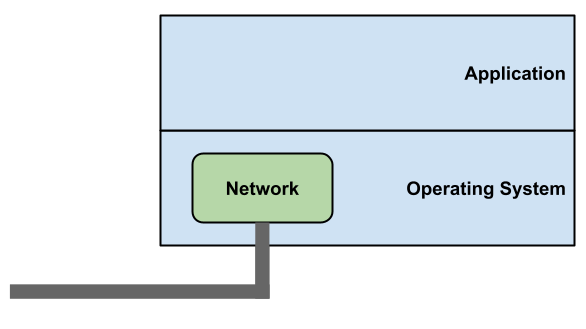 Application
Network
Operating System